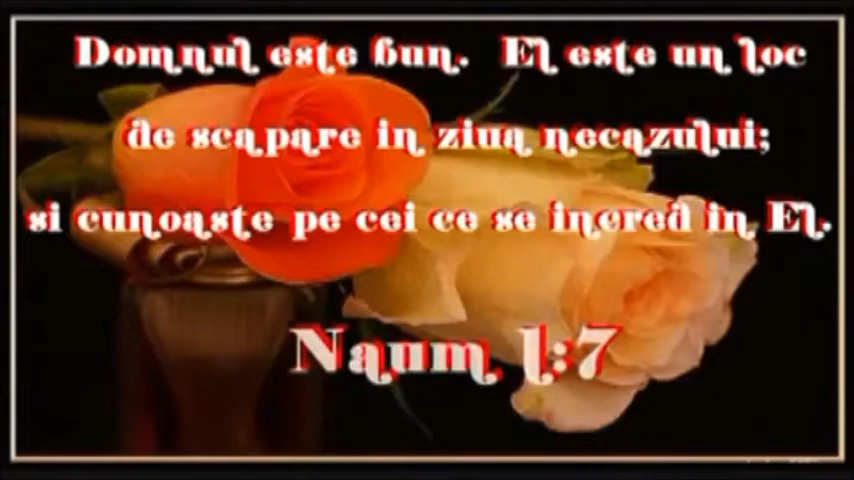 Domnul este bun. El este un loc
de scapare in ziua necazului;
si cunoaste pe cei ce se incred in El.
Naum 1:7